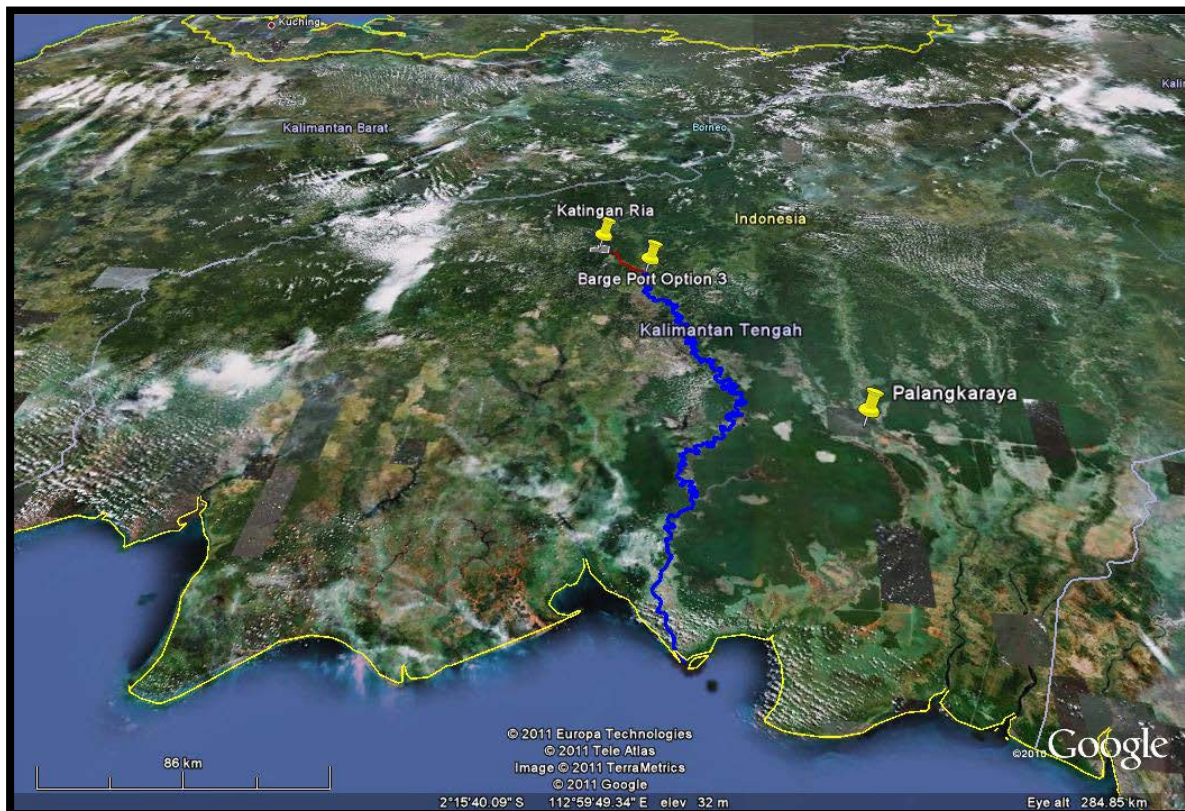 Kuching
Kalimantan Barat
Borneo
Katingan Ria
Indonesia
Barge Port Option 3
Kalimantan Tengah
Palangkaraya
© 2011 Europa Technologies
© 2011 Tele Atlas
Image © 2011 TerraMetrics
© 2011 Google
©2010 Google
86 km
2°15'40.09" S 112°59'49.34" E elev 32 m
Eye alt 284.85 km